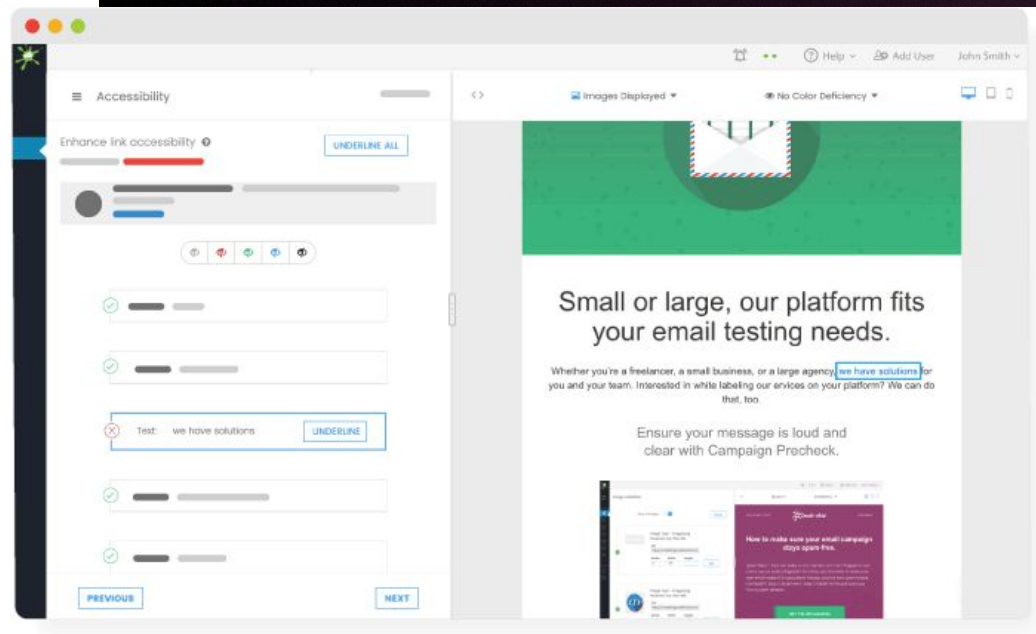 Help
Add User
John Smith
Accessibility
Images Displayed
No Color Deficiency
Enhance link accessibility
UNDERLINE ALL
Text: we have solutions
UNDERLINE
PREVIOUS
NEXT
Small or large, our platform fits
your email testing needs.
Whether you're a freelancer, a small business, or a large agency, we have solutions for
you and your team. Interested in while labeling our ervices on your platform? We can do
that, too
Ensure your message is loud and
clear with Campaign Precheck.
How to make sure your email campaign
stays spam-free.